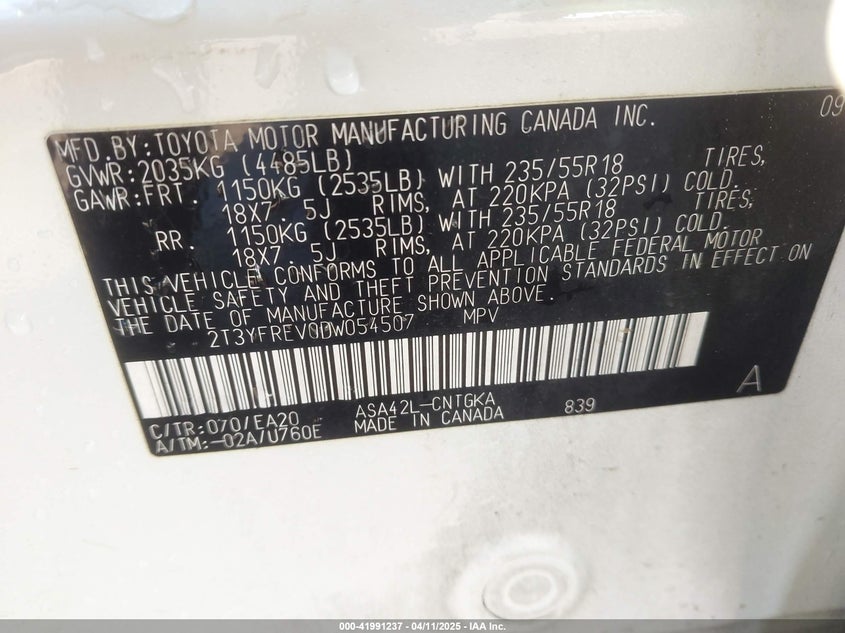 MFD.BY:TOYOTA MOTOR MANUFACTURING CANADA INC. 09
GVWR:2035KG (4485LB)
GAWR:FRT. 1150KG (2535LB) WITH 235/55R18 TIRES,
18X7. 5J RIMS, AT 220KPA (32PSI) COLD.
RR. 1150KG (2535LB) WITH 235/55R18 TIRES,
18X7. 5J RIMS, AT 220KPA (32PSI) COLD.
THIS VEHICLE CONFORMS TO ALL APPLICABLE FEDERAL MOTOR
VEHICLE SAFETY AND THEFT PREVENTION STANDARDS IN EFFECT ON
THE DATE OF MANUFACTURE SHOWN ABOVE.
2T3YFREV0DW054507 MPV
C/TR:070/EA20 ASA42L-CNTGKA 839 A
A/TM:-02A/U760E MADE IN CANADA
000-41991237 - 04/11/2025 - IAA Inc.